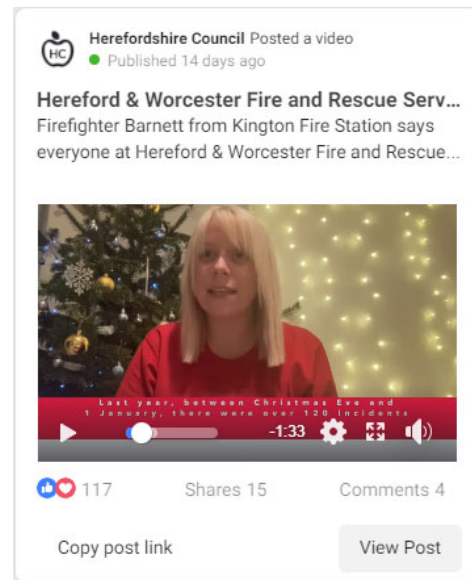 HC
Herefordshire Council Posted a video
Published 14 days ago
Hereford & Worcester Fire and Rescue Serv...
Firefighter Barnett from Kington Fire Station says
everyone at Hereford & Worcester Fire and Rescue...
Last year, between Christmas Eve and
1 January, there were over 120 incidents
-1:33
117
Shares 15
Comments 4
Copy post link
View Post